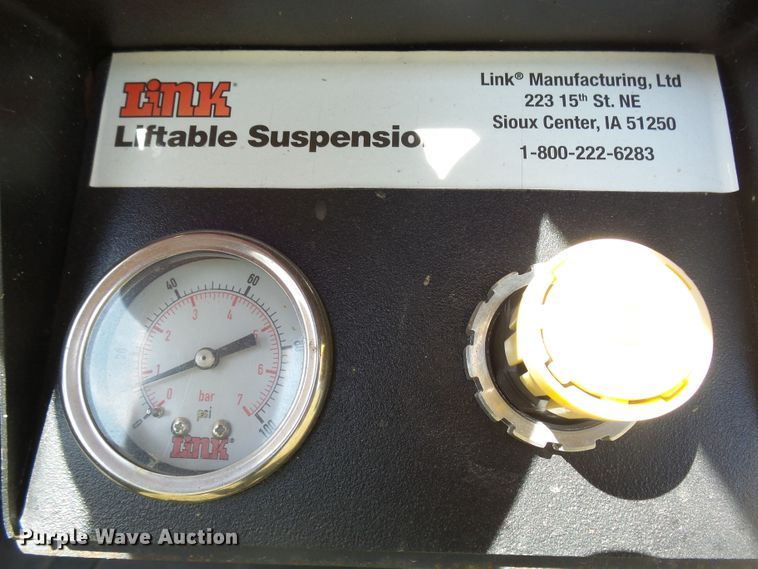 Link®
Liftable Suspension
Link® Manufacturing, Ltd
223 15th St. NE
Sioux Center, IA 51250
1-800-222-6283
40 60
3 4
2 5
1 6
0 bar 7
psi 100
Link®
Purple Wave Auction